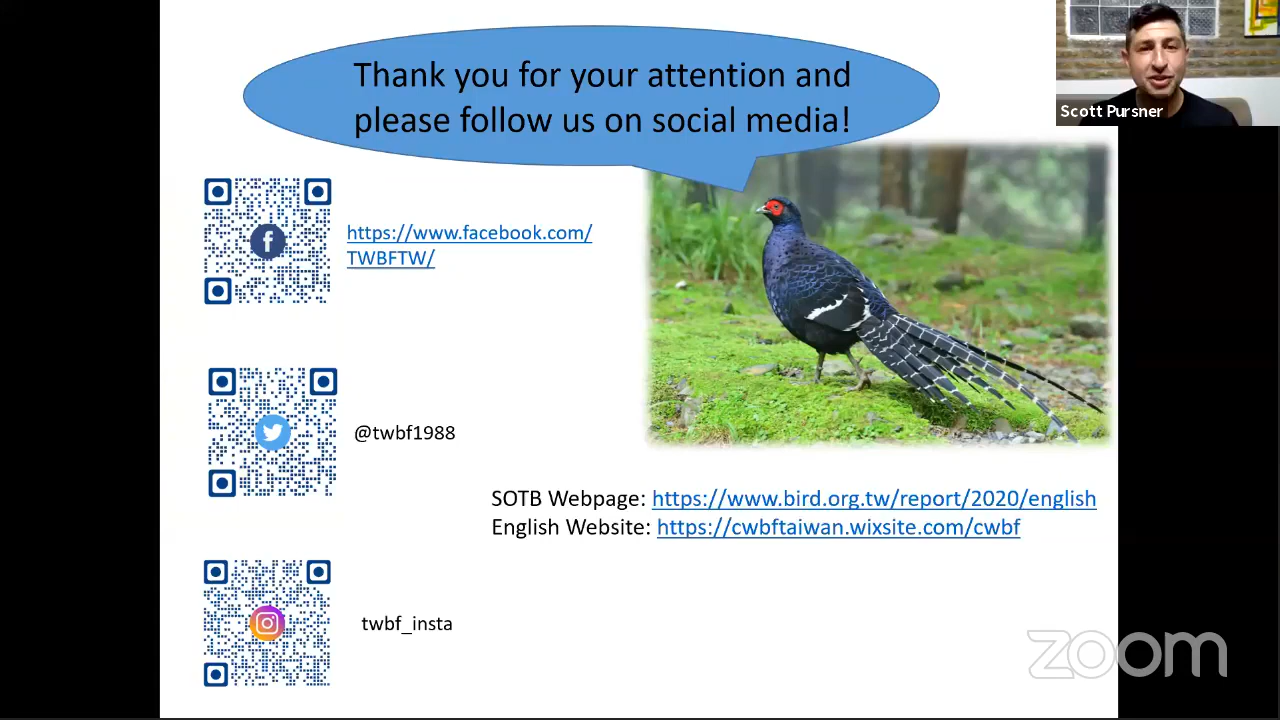 Thank you for your attention and
please follow us on social media!
Scott Pursner
https://www.facebook.com/
TWBFTW/
@twbf1988
SOTB Webpage: https://www.bird.org.tw/report/2020/english
English Website: https://cwbftaiwan.wixsite.com/cwbf
twbf_insta
zoom